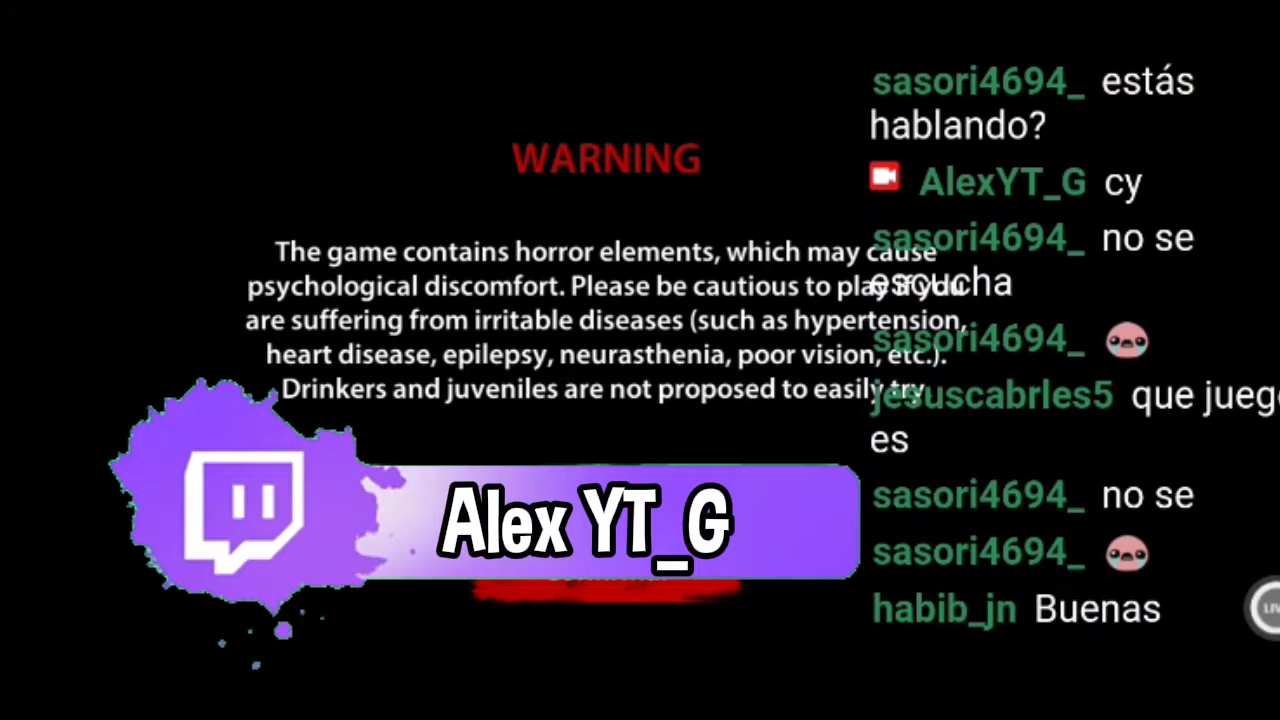 WARNING
The game contains horror elements, which may cause
psychological discomfort. Please be cautious to play if you
are suffering from irritable diseases (such as hypertension,
heart disease, epilepsy, neurasthenia, poor vision, etc.).
Drinkers and juveniles are not proposed to easily try
Alex YT_G
sasori4694_ estás
hablando?
AlexYT_G cy
sasori4694_ no se
escucha
sasori4694_
jesuscabrles5 que jueg
es
sasori4694_ no se
sasori4694_
habib_jn Buenas
LIV